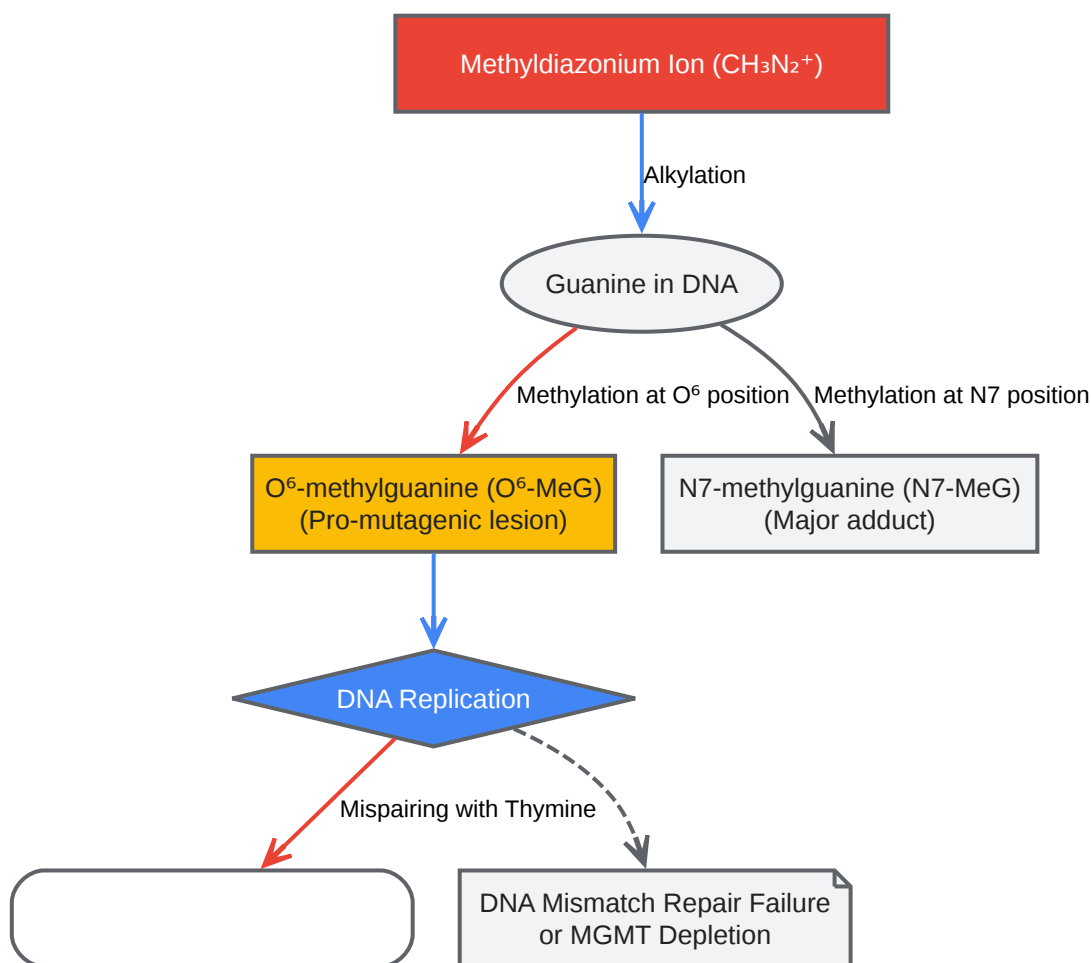 Methyldiazonium Ion (CH₃N₂⁺)
Alkylation
Guanine in DNA
Methylation at O⁶ position
Methylation at N7 position
O⁶-methylguanine (O⁶-MeG)
(Pro-mutagenic lesion)
N7-methylguanine (N7-MeG)
(Major adduct)
DNA Replication
Mispairing with Thymine
DNA Mismatch Repair Failure
or MGMT Depletion